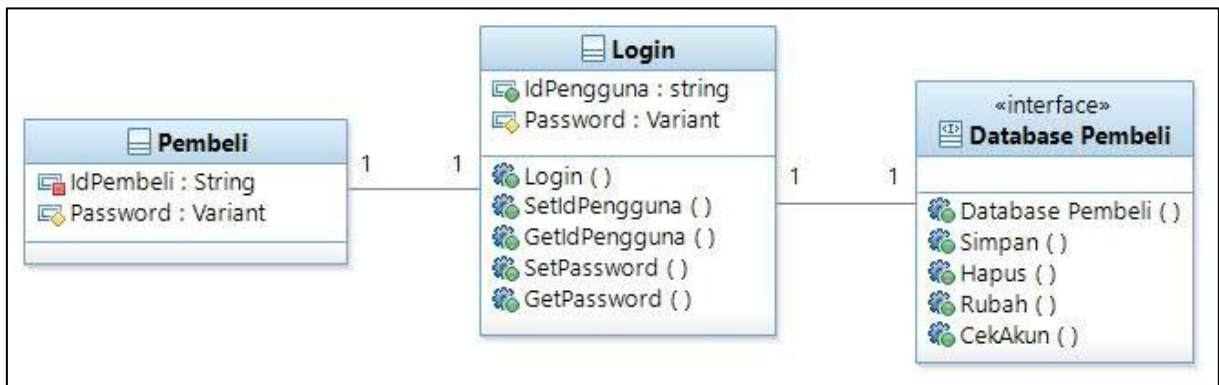 Pembeli
IdPembeli : String
Password : Variant
1
1
Login
IdPengguna : string
Password : Variant
Login ( )
SetIdPengguna ( )
GetIdPengguna ( )
SetPassword ( )
GetPassword ( )
1
1
«interface»
Database Pembeli
Database Pembeli ( )
Simpan ( )
Hapus ( )
Rubah ( )
CekAkun ( )